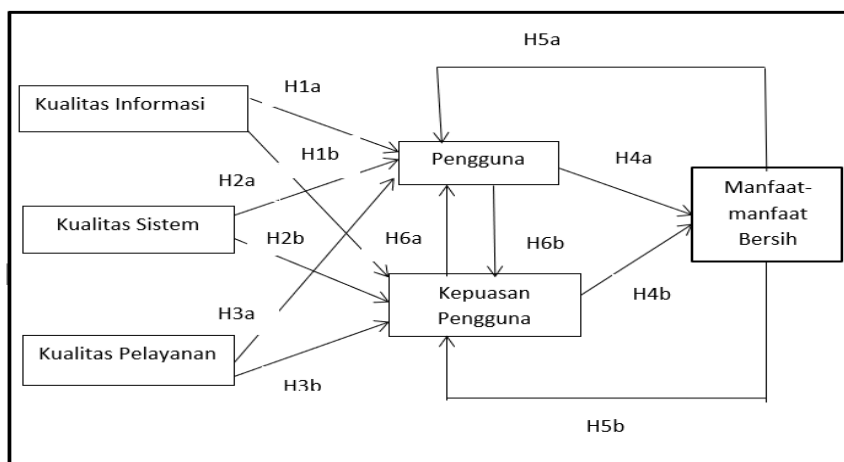 H5a
Kualitas Informasi
H1a
H1b
Pengguna
H4a
Manfaat-
manfaat
Bersih
H2a
Kualitas Sistem
H2b
H6a
H6b
Kepuasan
Pengguna
H4b
H3a
Kualitas Pelayanan
H3b
H5b